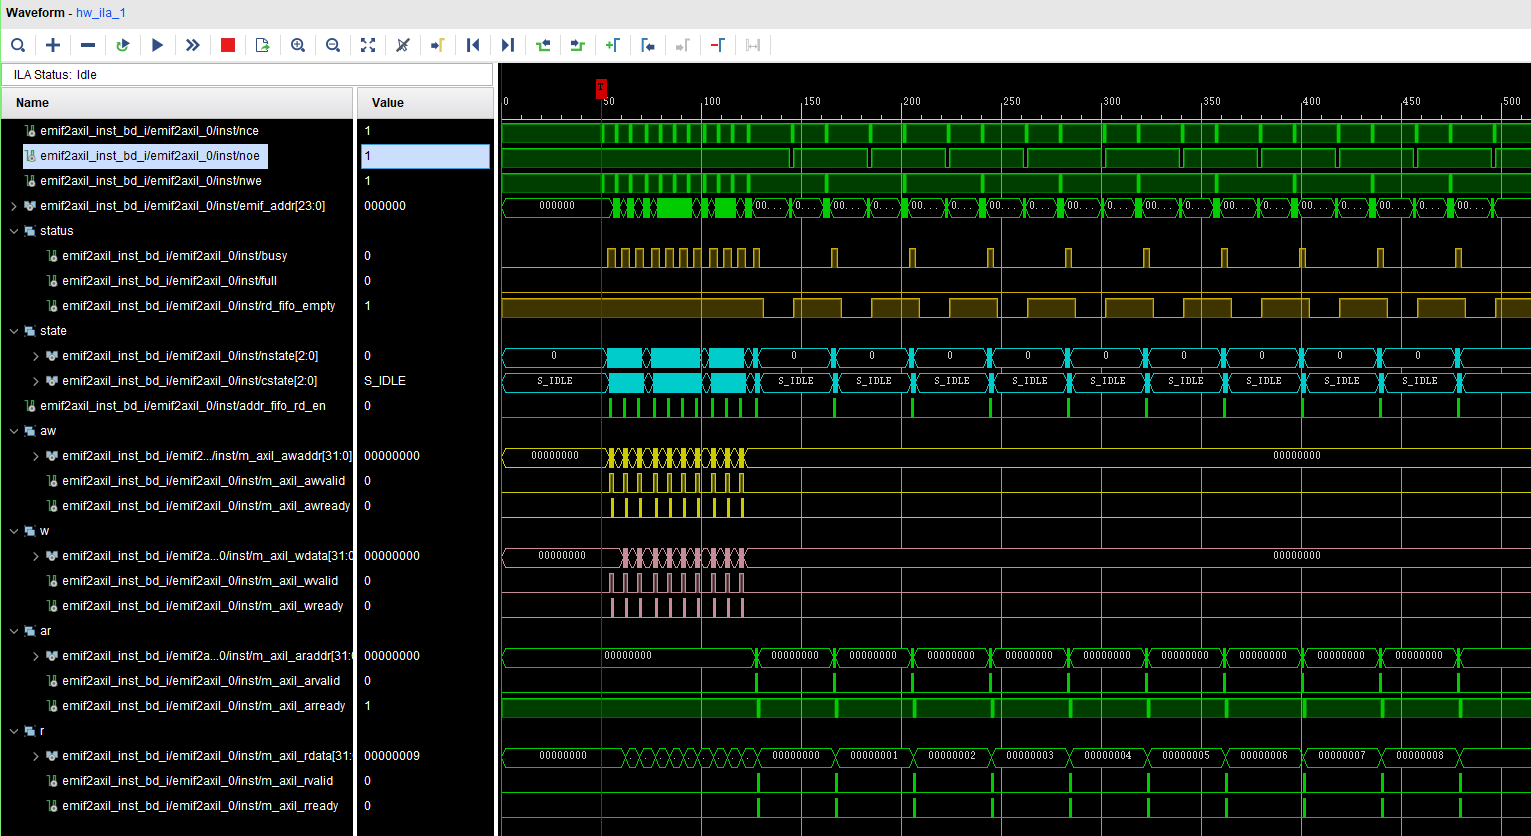 Waveform - hw_ila_1
ILA Status: Idle
Name Value
T
0 50 100 150 200 250 300 350 400 450 500
emif2axil_inst_bd_i/emif2axil_0/inst/nce 1
emif2axil_inst_bd_i/emif2axil_0/inst/noe 1
emif2axil_inst_bd_i/emif2axil_0/inst/nwe 1
emif2axil_inst_bd_i/emif2axil_0/inst/emif_addr[23:0] 000000 000000 00... 0... 00... 0... 00... 0... 00... 0... 00... 0... 00... 0... 00... 0... 00... 0... 00... 0... 00...
status
emif2axil_inst_bd_i/emif2axil_0/inst/busy 0
emif2axil_inst_bd_i/emif2axil_0/inst/full 0
emif2axil_inst_bd_i/emif2axil_0/inst/rd_fifo_empty 1
state
emif2axil_inst_bd_i/emif2axil_0/inst/nstate[2:0] 0 0 0 0 0 0 0 0 0 0 0
emif2axil_inst_bd_i/emif2axil_0/inst/cstate[2:0] S_IDLE S_IDLE S_IDLE S_IDLE S_IDLE S_IDLE S_IDLE S_IDLE S_IDLE S_IDLE S_IDLE
emif2axil_inst_bd_i/emif2axil_0/inst/addr_fifo_rd_en 0
aw
emif2axil_inst_bd_i/emif2.../inst/m_axil_awaddr[31:0] 00000000 00000000 00000000
emif2axil_inst_bd_i/emif2axil_0/inst/m_axil_awvalid 0
emif2axil_inst_bd_i/emif2axil_0/inst/m_axil_awready 0
w
emif2axil_inst_bd_i/emif2a...0/inst/m_axil_wdata[31:0 00000000 00000000 00000000
emif2axil_inst_bd_i/emif2axil_0/inst/m_axil_wvalid 0
emif2axil_inst_bd_i/emif2axil_0/inst/m_axil_wready 0
ar
emif2axil_inst_bd_i/emif2a...0/inst/m_axil_araddr[31: 00000000 00000000 00000000 00000000 00000000 00000000 00000000 00000000 00000000 00000000 00000000
emif2axil_inst_bd_i/emif2axil_0/inst/m_axil_arvalid 0
emif2axil_inst_bd_i/emif2axil_0/inst/m_axil_arready 1
r
emif2axil_inst_bd_i/emif2axil_0/inst/m_axil_rdata[31: 00000009 00000000 00000000 00000001 00000002 00000003 00000004 00000005 00000006 00000007 00000008
emif2axil_inst_bd_i/emif2axil_0/inst/m_axil_rvalid 0
emif2axil_inst_bd_i/emif2axil_0/inst/m_axil_rready 0